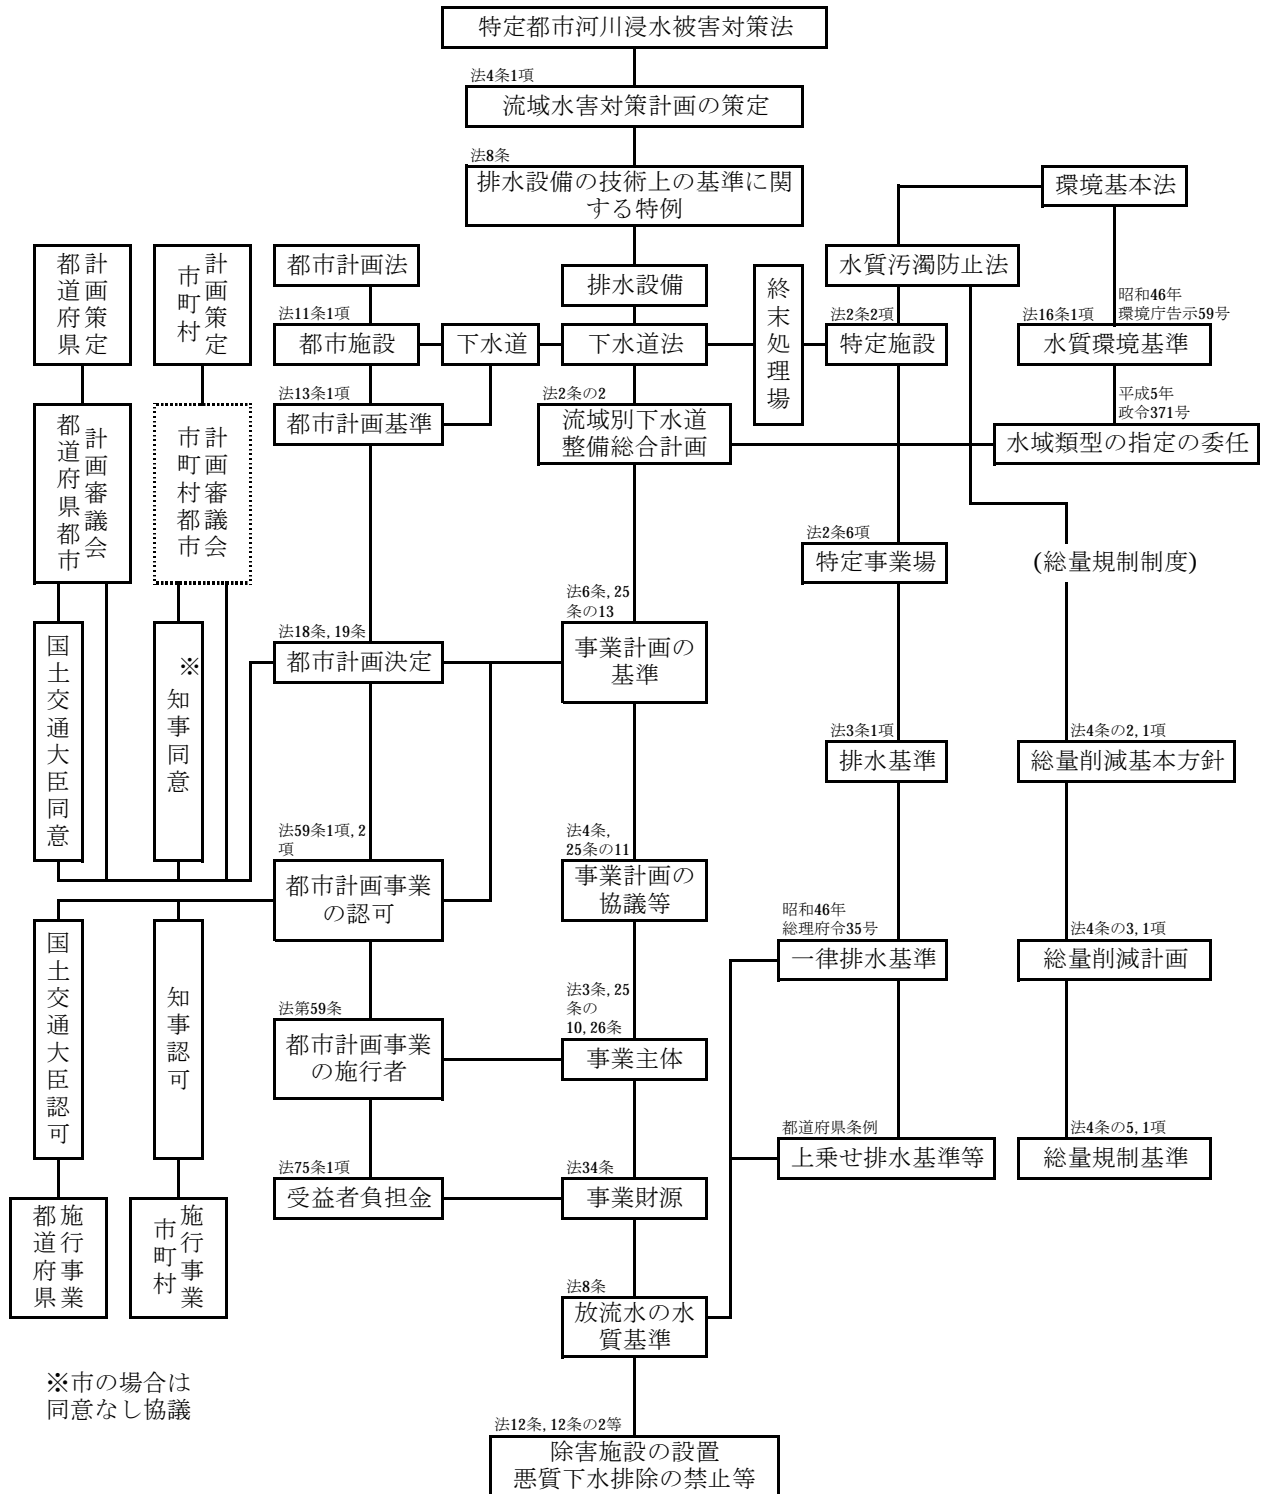 特定都市河川浸水被害対策法
法4条1項
流域水害対策計画の策定
法8条
排水設備の技術上の基準に関
する特例
環境基本法
都道府県
計画策定
市町村
計画策定
都市計画法
排水設備
終末処理場
水質汚濁防止法
法11条1項
都市施設
下水道
下水道法
法2条2項
特定施設
昭和46年
環境庁告示59号
法16条1項
水質環境基準
法13条1項
都市計画基準
法2条の2
流域別下水道
整備総合計画
平成5年
政令371号
水域類型の指定の委任
都道府県都市
計画審議会
市町村都市
計画審議会
法2条6項
特定事業場
(総量規制制度)
国土交通大臣同意
※
知事同意
法18条, 19条
都市計画決定
法6条, 25
条の13
事業計画の
基準
法3条1項
排水基準
法4条の2, 1項
総量削減基本方針
法59条1項, 2
項
都市計画事業
の認可
法4条,
25条の11
事業計画の
協議等
昭和46年
総理府令35号
一律排水基準
法4条の3, 1項
総量削減計画
国土交通大臣認可
知事認可
法第59条
都市計画事業
の施行者
法3条, 25
条の
10, 26条
事業主体
都道府県条例
上乗せ排水基準等
法4条の5, 1項
総量規制基準
法75条1項
受益者負担金
法34条
事業財源
都道府県
施行事業
市町村
施行事業
法8条
放流水の水
質基準
※市の場合は
同意なし協議
法12条, 12条の2等
除害施設の設置
悪質下水排除の禁止等